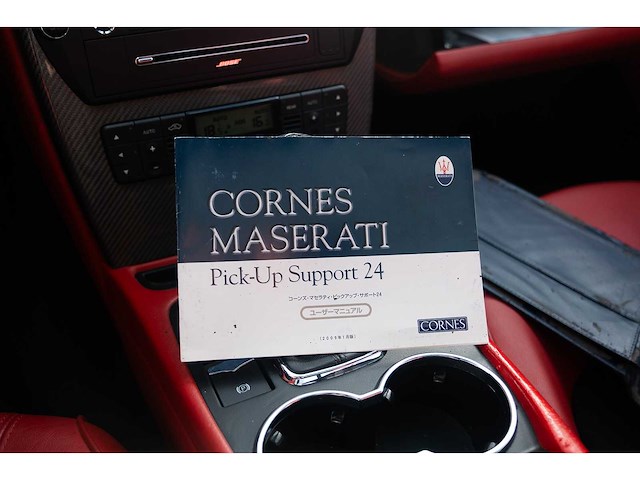 BOSE
AUTO
CORNES
MASERATI
Pick-Up Support 24
コーンズ・マセラティ・ピックアップ・サポート24
ユーザーマニュアル
CORNES